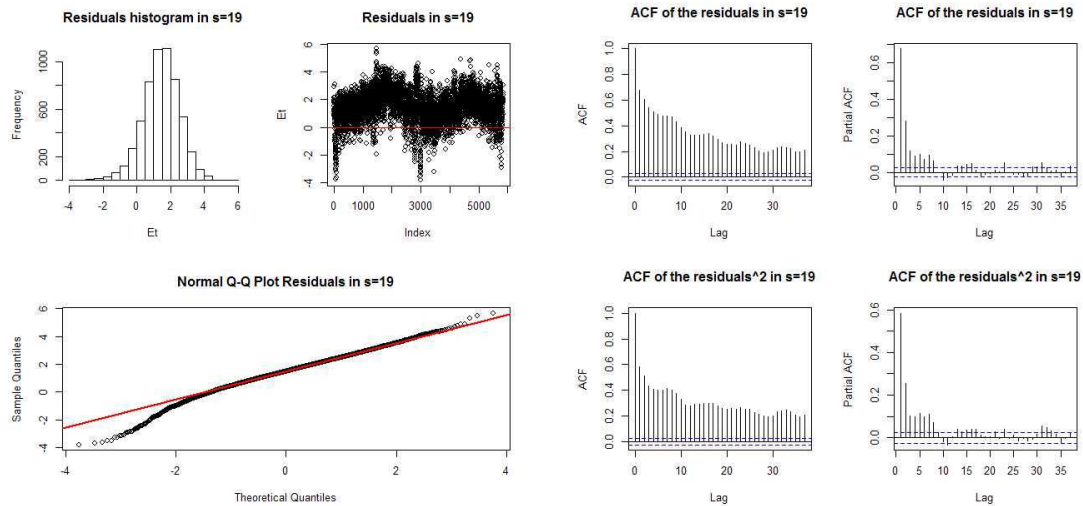 Residuals histogram in s=19
Frequency
0 200 600 1000
-4 -2 0 2 4 6
Et
Residuals in s=19
Et
-4 -2 0 2 4 6
0 1000 3000 5000
Index
ACF of the residuals in s=19
ACF
0.0 0.2 0.4 0.6 0.8 1.0
0 10 20 30
Lag
ACF of the residuals in s=19
Partial ACF
0.0 0.2 0.4 0.6
0 5 10 15 20 25 30 35
Lag
Normal Q-Q Plot Residuals in s=19
Sample Quantiles
-4 -2 0 2 4 6
-4 -2 0 2 4
Theoretical Quantiles
ACF of the residuals^2 in s=19
ACF
0.0 0.2 0.4 0.6 0.8 1.0
0 10 20 30
Lag
ACF of the residuals^2 in s=19
Partial ACF
0.0 0.2 0.4 0.6
0 5 10 15 20 25 30 35
Lag